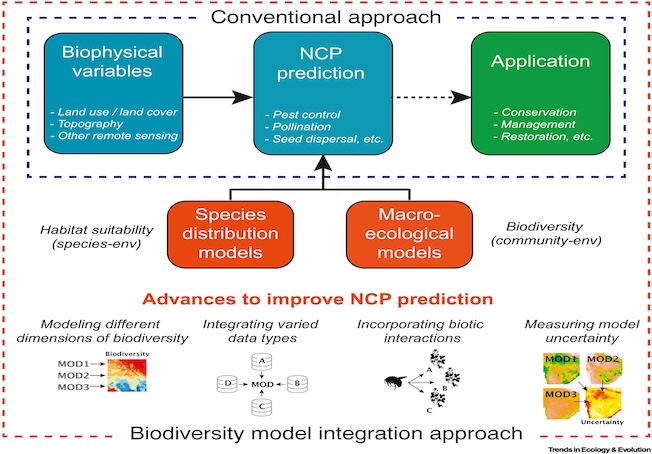 Conventional approach
Biophysical
variables
- Land use / land cover
- Topography
- Other remote sensing
NCP
prediction
- Pest control
- Pollination
- Seed dispersal, etc.
Application
- Conservation
- Management
- Restoration, etc.
Habitat suitability
(species-env)
Species
distribution
models
Macro-
ecological
models
Biodiversity
(community-env)
Advances to improve NCP prediction
Modeling different
dimensions of biodiversity
Biodiversity
MOD1
MOD2
MOD3
Integrating varied
data types
A
D
MOD
B
C
Incorporating biotic
interactions
A
B
C
Measuring model
uncertainty
MOD1
MOD2
MOD3
Uncertainty
Biodiversity model integration approach
Trends in Ecology & Evolution